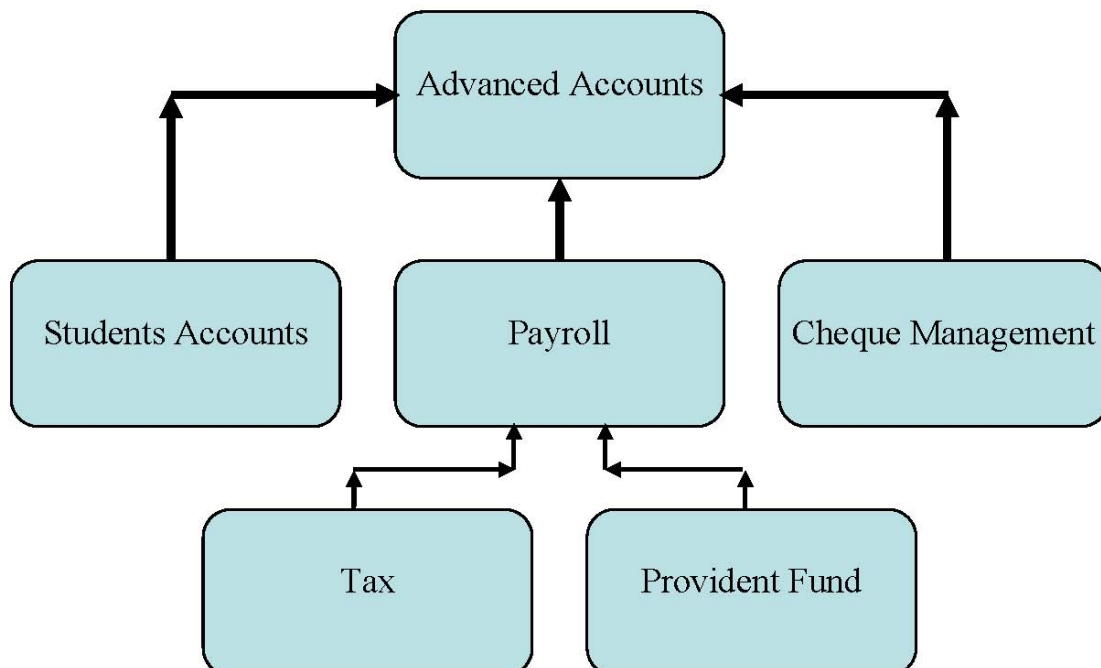 Advanced Accounts
Students Accounts
Payroll
Cheque Management
Tax
Provident Fund